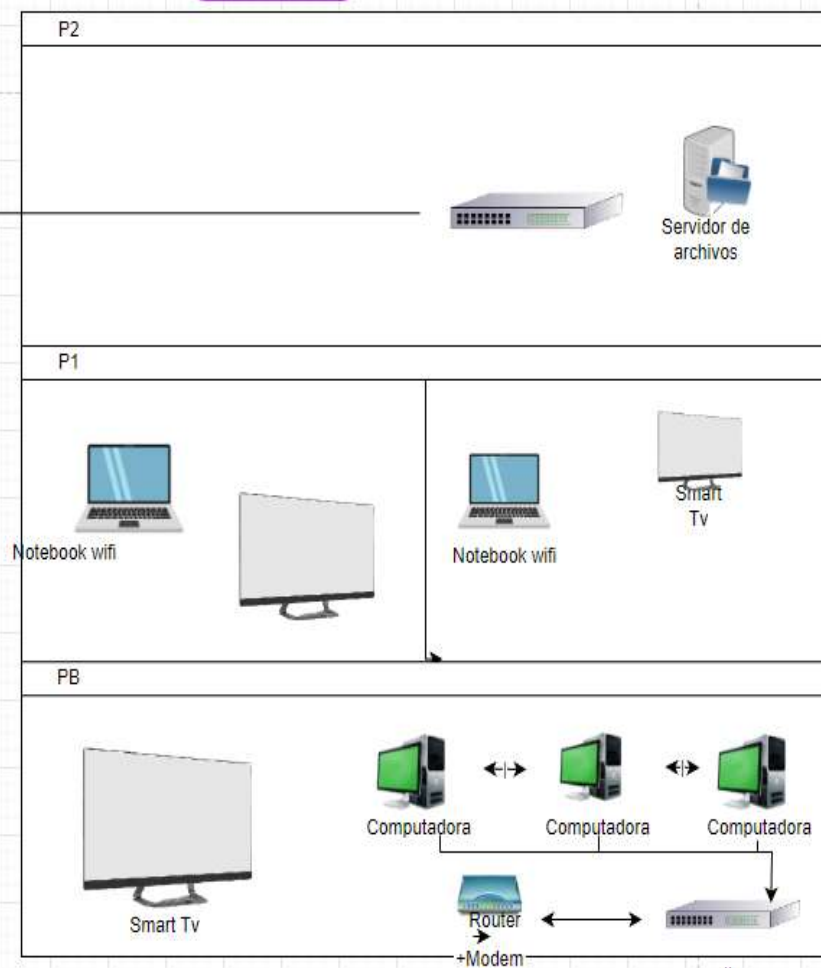 P2
Servidor de
archivos
P1
Notebook wifi
Notebook wifi
Smart
Tv
PB
Computadora
Computadora
Computadora
Smart Tv
Router
+Modem